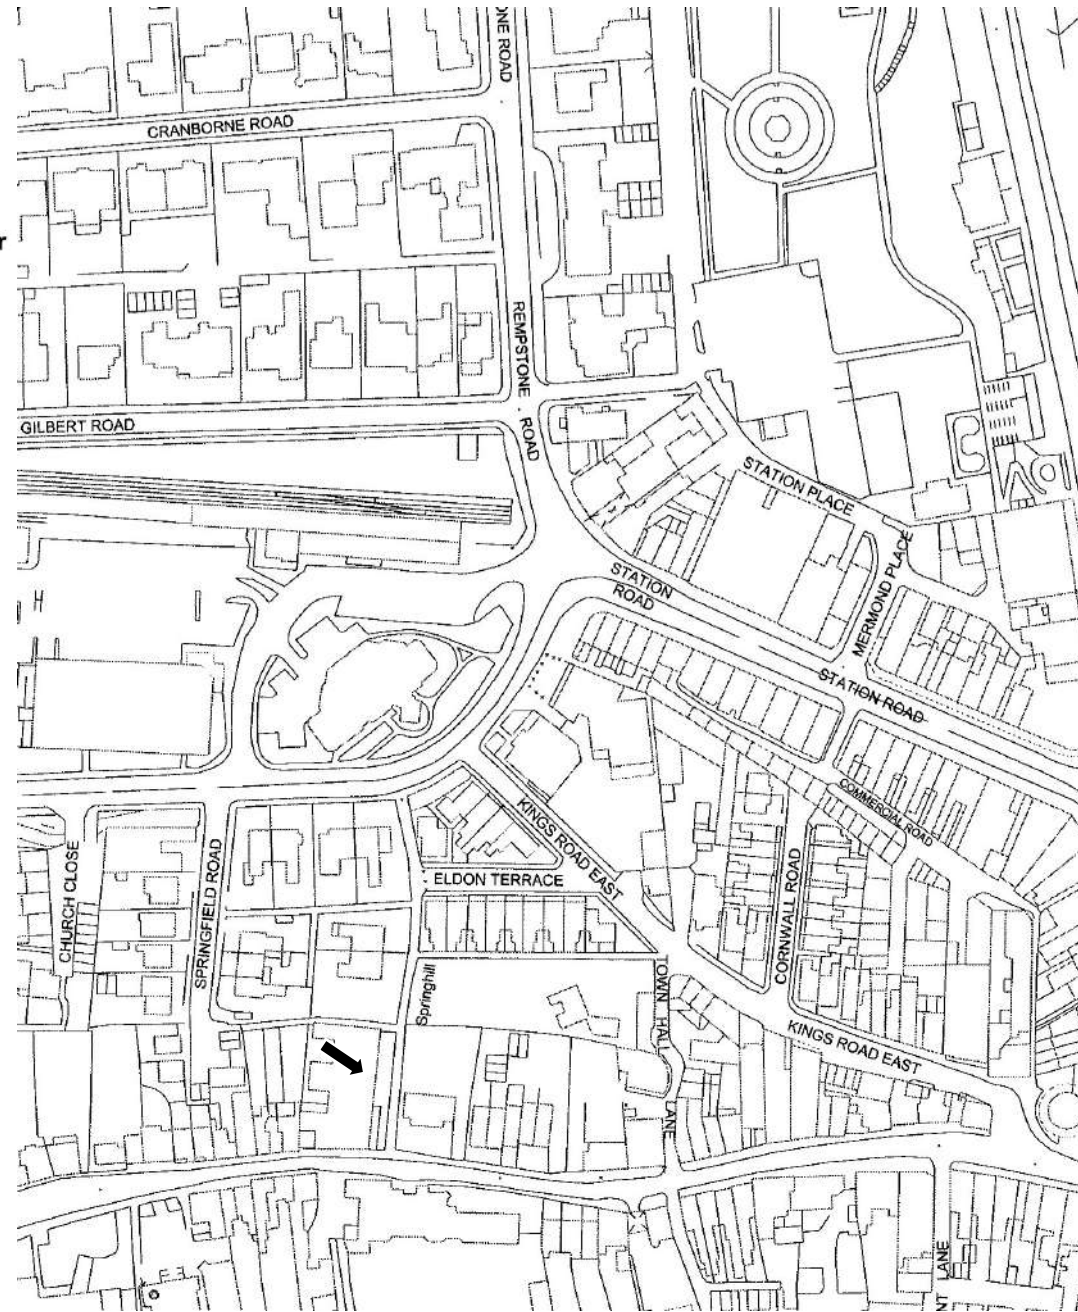 ONE ROAD
CRANBORNE ROAD
r
REMPSTONE
ROAD
GILBERT ROAD
STATION PLACE
MERMOND PLACE
STATION
ROAD
STATION ROAD
COMMERCIAL ROAD
KINGS ROAD EAST
ELDON TERRACE
CHURCH CLOSE
SPRINGFIELD ROAD
CORNWALL ROAD
Springhill
TOWN HALL
LANE
KINGS ROAD EAST
NT LANE